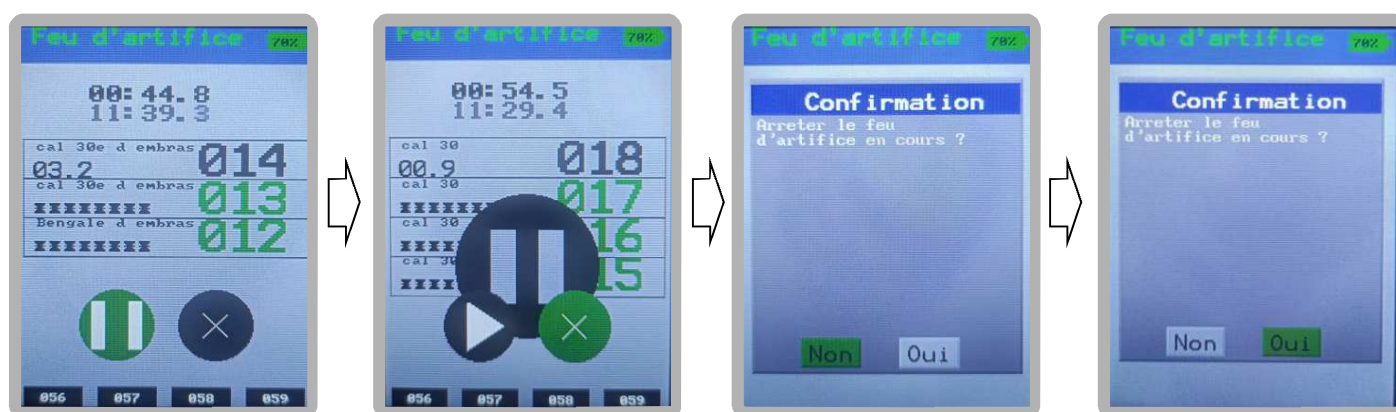 Feu d'artifice 70%
00:44.8
11:39.3
cal 30e d embras 014
03.2
cal 30e d embras 013
Bengale d embras 012
056 057 058 059
Feu d'artifice 70%
00:54.5
11:29.4
cal 30 018
00.9
cal 30 017
cal 30 16
cal 15
056 057 058 059
Feu d'artifice 70%
Confirmation
Arreter le feu
d'artifice en cours ?
Non Oui
Feu d'artifice 70%
Confirmation
Arreter le feu
d'artifice en cours ?
Non Oui